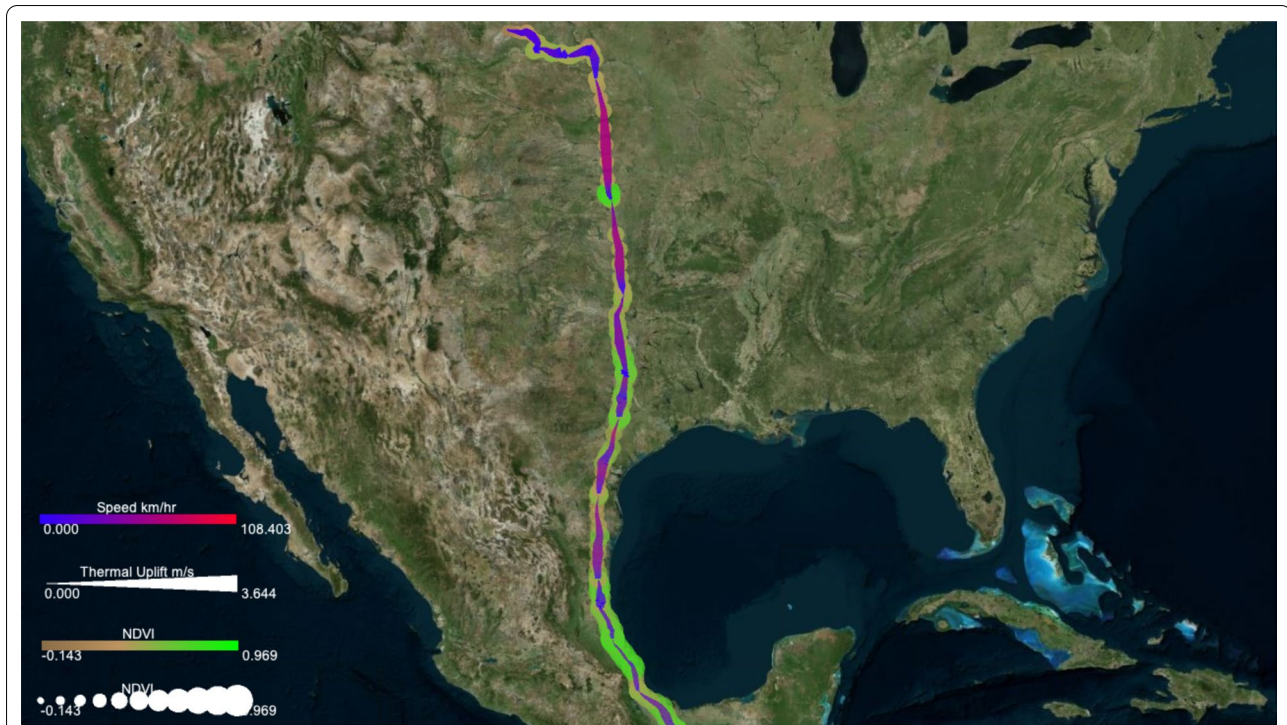 Speed km/hr
0.000 108.403
Thermal Uplift m/s
0.000 3.644
NDVI
-0.143 0.969
NDVI
-0.143 .969